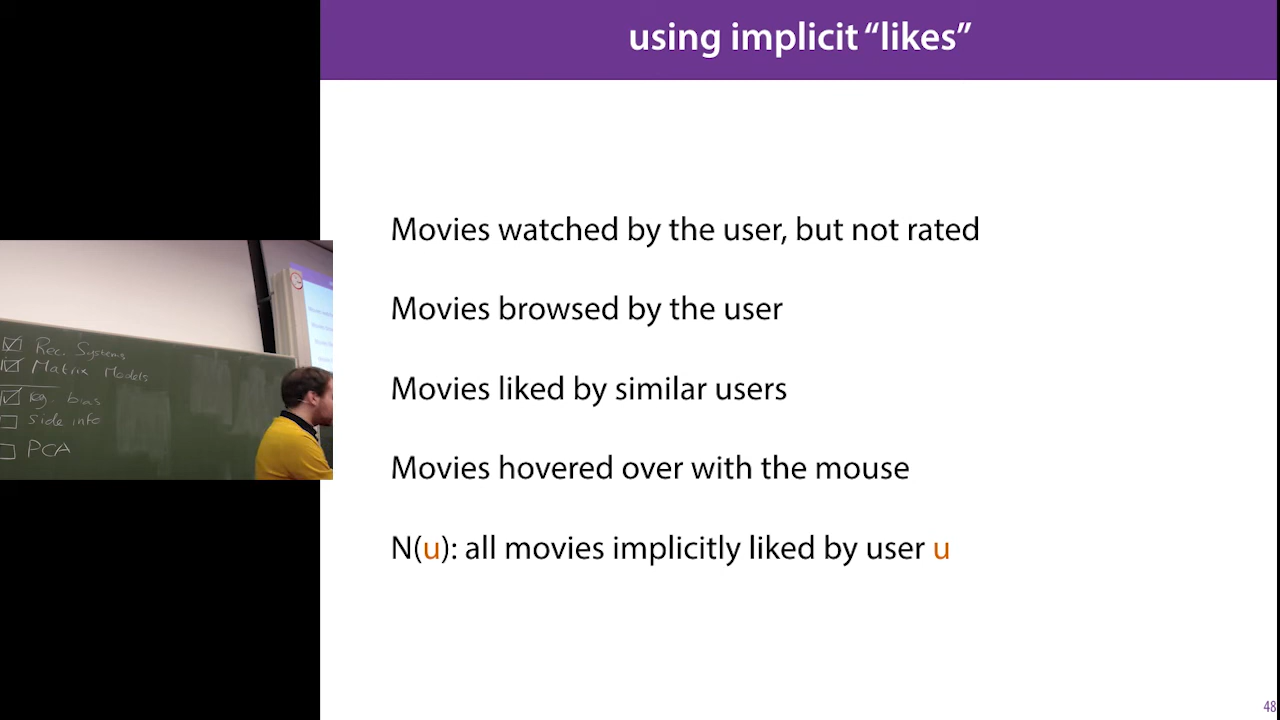 using implicit “likes”
Movies watched by the user, but not rated
Movies browsed by the user
Movies liked by similar users
Movies hovered over with the mouse
N(u): all movies implicitly liked by user u
48
Rec. Systems
Matrix Models
reg. bias
Side info
PCA